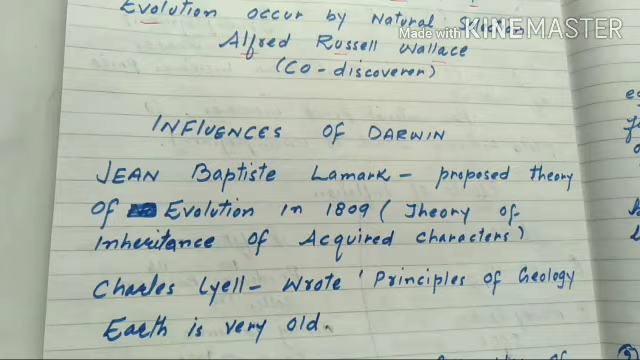 Evolution occur by Natural Selection
Made with KINEMASTER
Alfred Russell Wallace
(Co-discoverer)
INFLUENCES OF DARWIN
JEAN Baptiste Lamark - proposed theory
Of Evolution in 1809 (Theory of
Inheritance of Acquired characters)
Charles Lyell - Wrote 'Principles of Geology
Earth is very old.